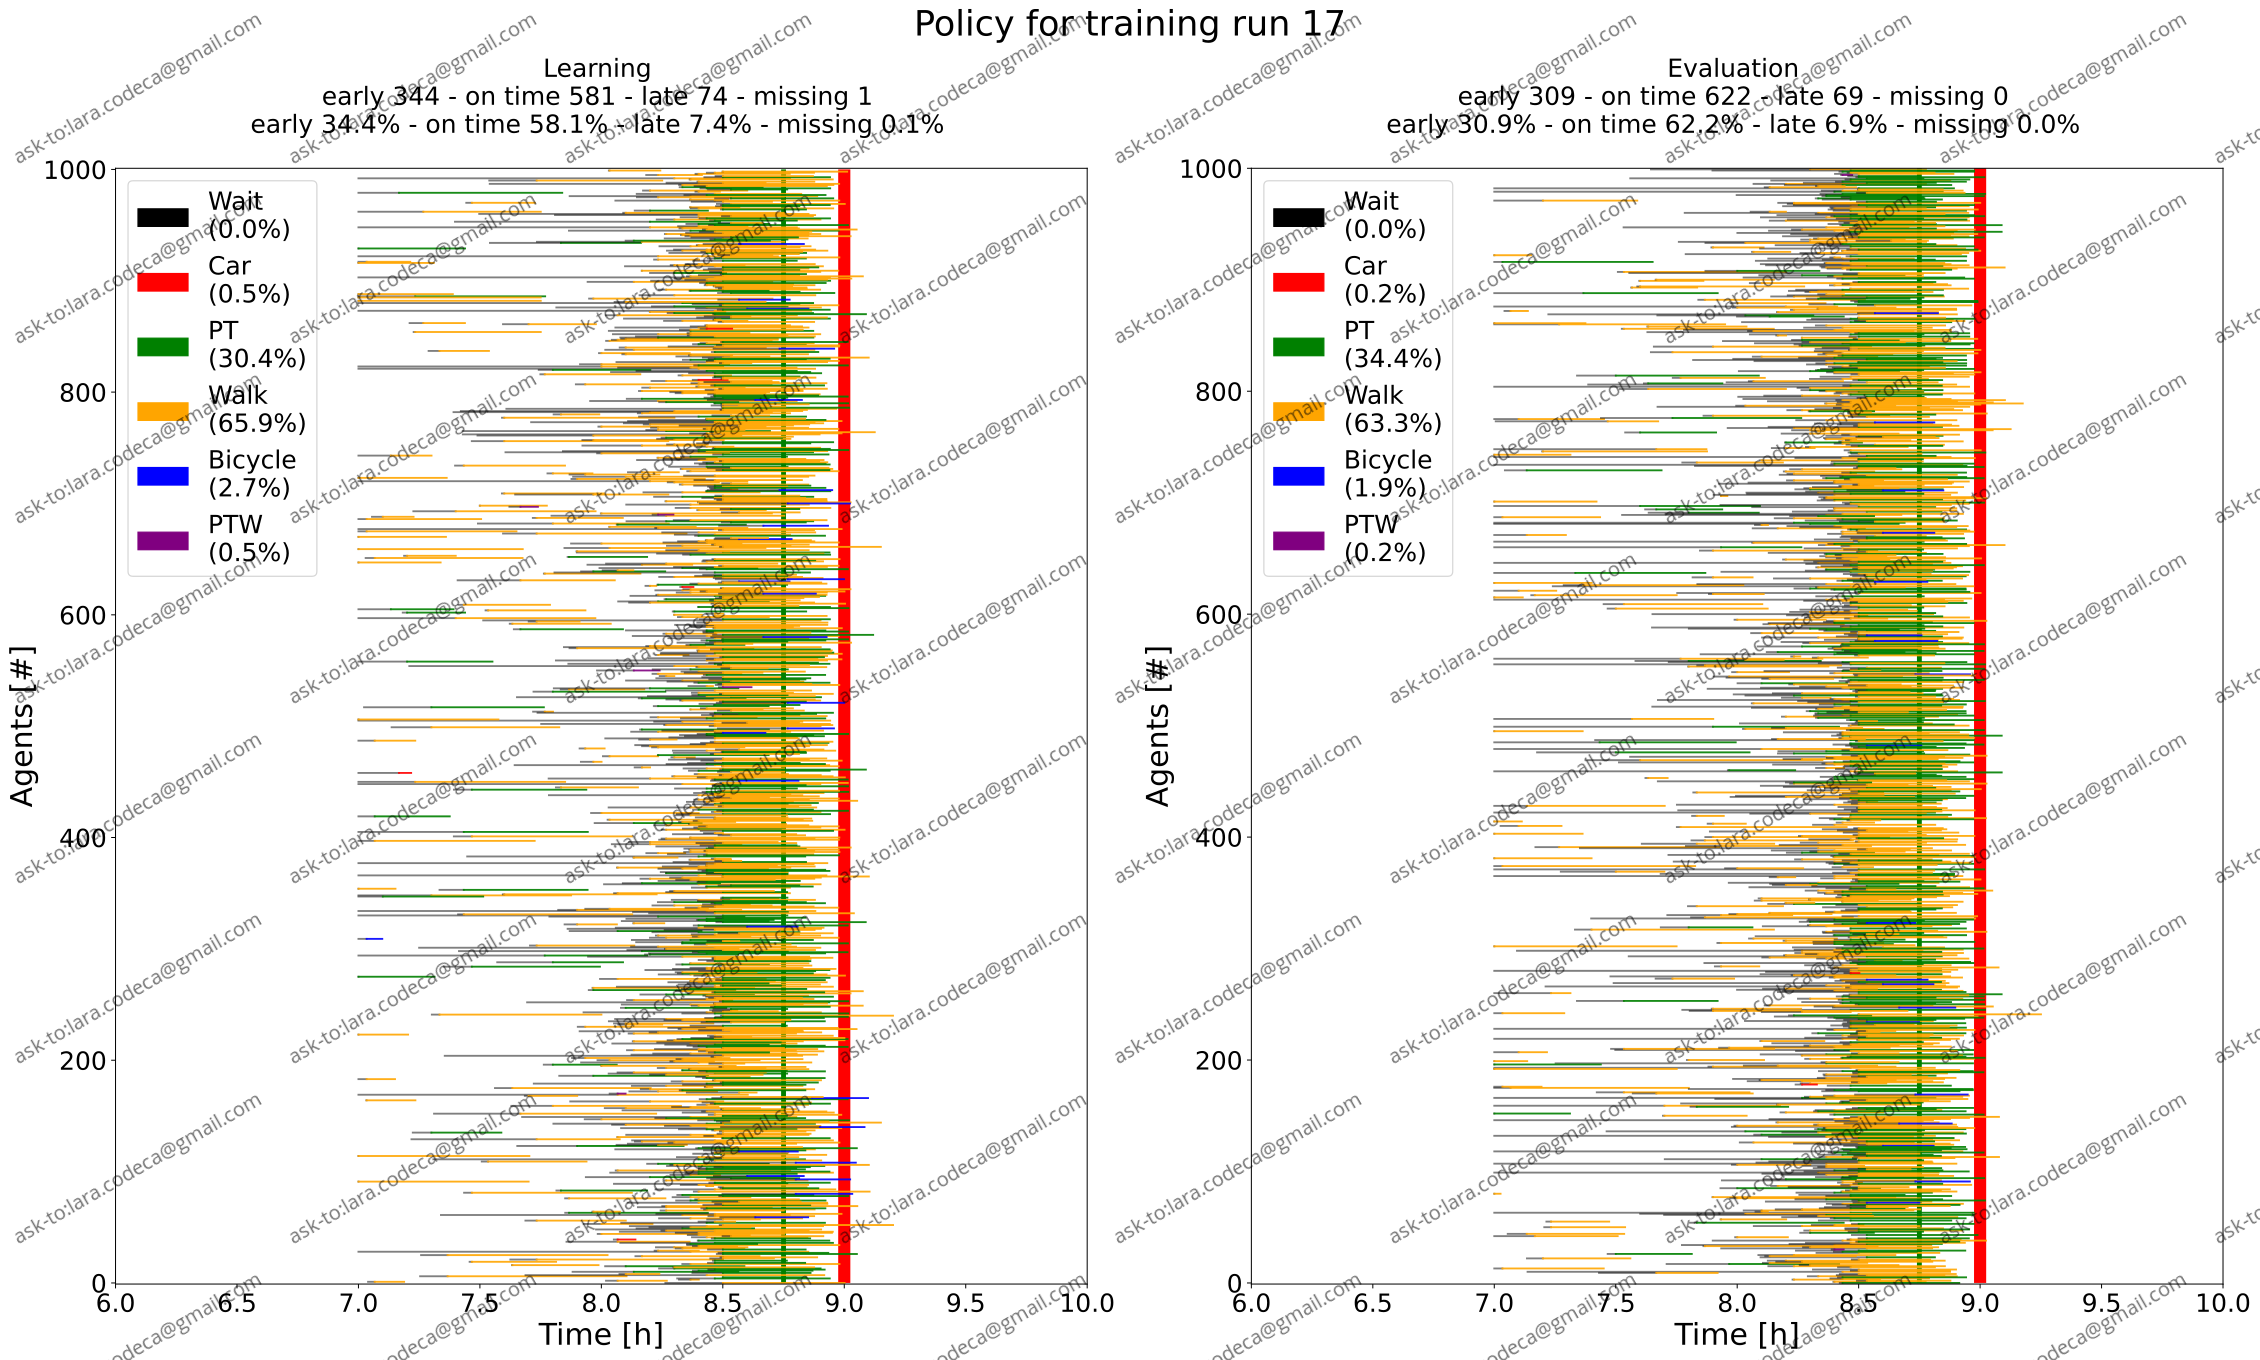 Policy for training run 17
Learning
early 344 - on time 581 - late 74 - missing 1
early 34.4% - on time 58.1% - late 7.4% - missing 0.1%
1000
800
600
400
200
0
Agents [#]
Wait
(0.0%)
Car
(0.5%)
PT
(30.4%)
Walk
(65.9%)
Bicycle
(2.7%)
PTW
(0.5%)
6.0 6.5 7.0 7.5 8.0 8.5 9.0 9.5 10.0
Time [h]
Evaluation
early 309 - on time 622 - late 69 - missing 0
early 30.9% - on time 62.2% - late 6.9% - missing 0.0%
1000
800
600
400
200
0
Agents [#]
Wait
(0.0%)
Car
(0.2%)
PT
(34.4%)
Walk
(63.3%)
Bicycle
(1.9%)
PTW
(0.2%)
6.0 6.5 7.0 7.5 8.0 8.5 9.0 9.5 10.0
Time [h]
ask-to:lara.codeca@gmail.com